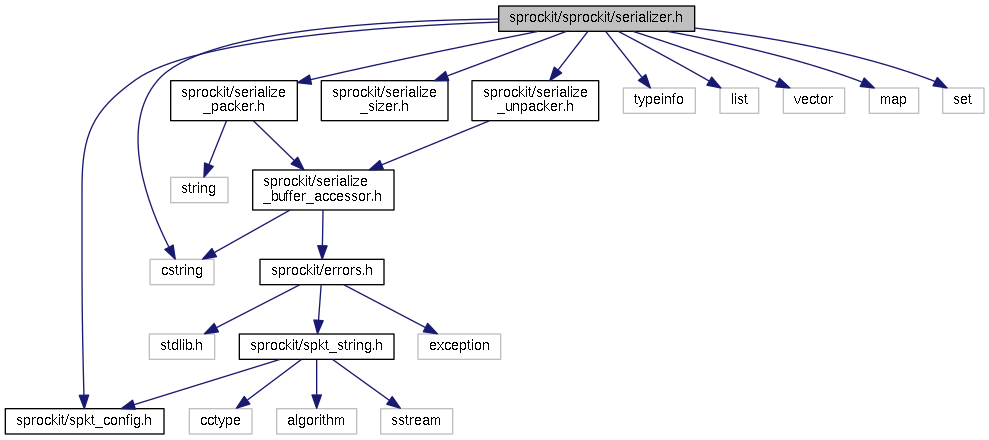 sprockit/sprockit/serializer.h
sprockit/serialize
_packer.h
sprockit/serialize
_sizer.h
sprockit/serialize
_unpacker.h
typeinfo
list
vector
map
set
string
sprockit/serialize
_buffer_accessor.h
cstring
sprockit/errors.h
stdlib.h
sprockit/spkt_string.h
exception
sprockit/spkt_config.h
cctype
algorithm
sstream